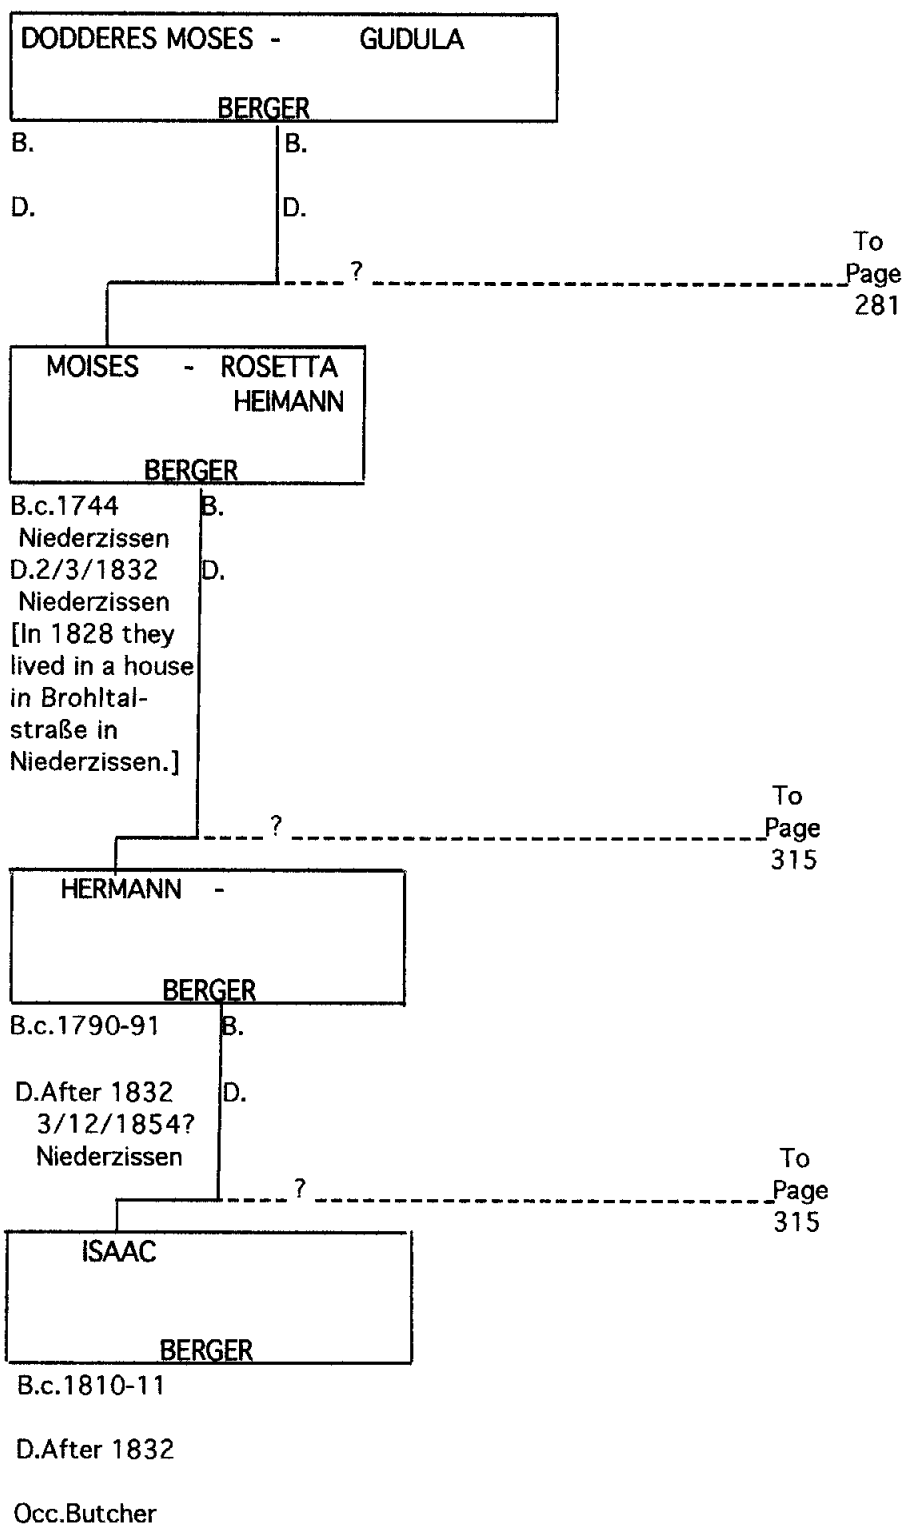 DODDERES MOSES - GUDULA
BERGER
B. B.
D. D.
To
? Page
281
MOISES - ROSETTA
HEIMANN
BERGER
B.c.1744 B.
Niederzissen
D.2/3/1832 D.
Niederzissen
[In 1828 they
lived in a house
in Brohltal-
straße in
Niederzissen.]
To
? Page
315
HERMANN -
BERGER
B.c.1790-91 B.
D.After 1832 D.
3/12/1854?
Niederzissen
To
? Page
315
ISAAC
BERGER
B.c.1810-11
D.After 1832
Occ.Butcher